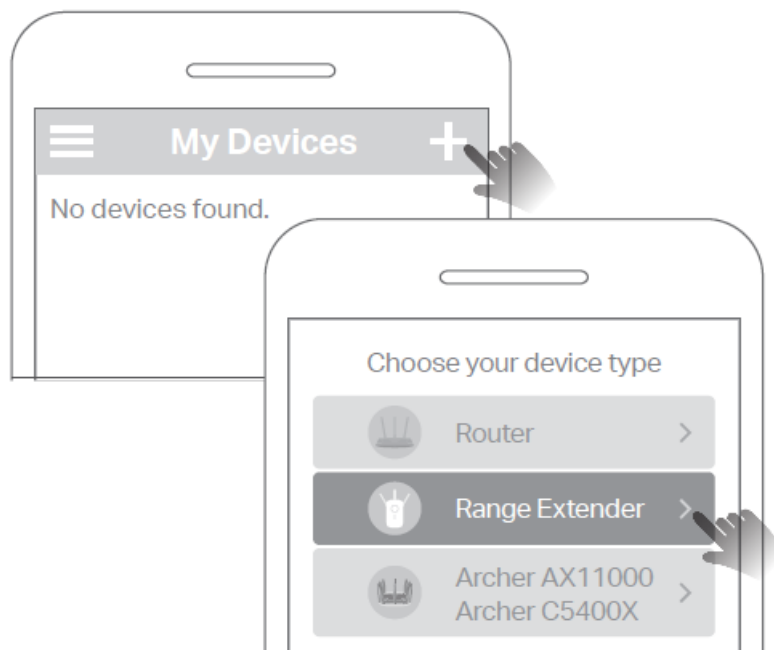 My Devices
No devices found.
Choose your device type
Router
Range Extender
Archer AX11000
Archer C5400X